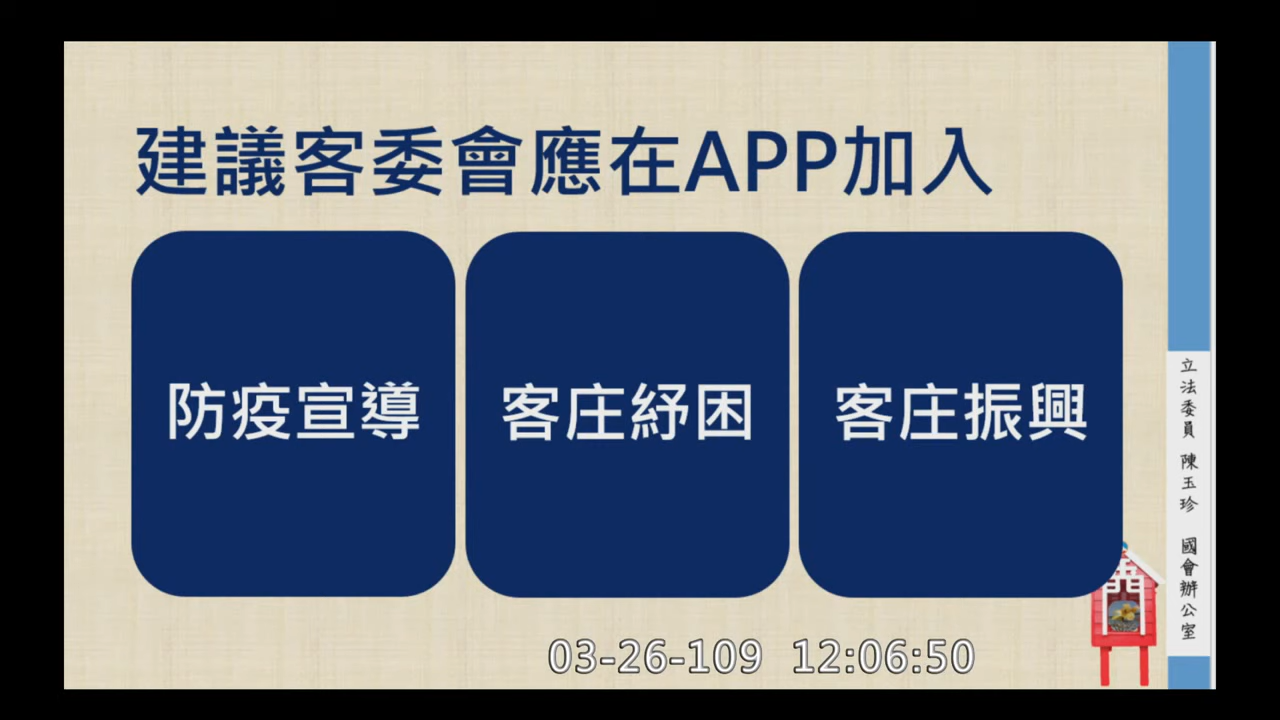 建議客委會應在APP加入
防疫宣導
客庄紓困
客庄振興
立法委員 陳玉珍 國會辦公室
03-26-109 12:06:50